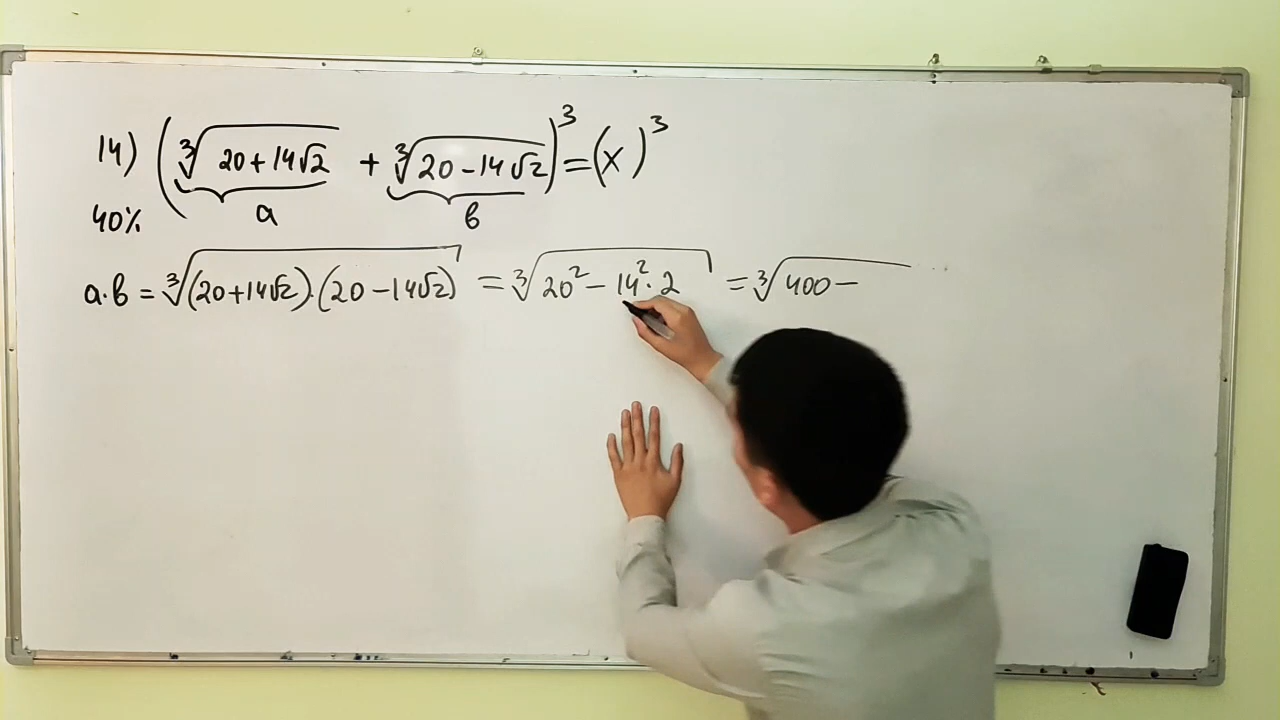 14) (∛(20+14√2) + ∛(20-14√2))³ = (x)³
a b
40%
a·b = ∛((20+14√2)·(20-14√2)) = ∛(20²-14²·2) = ∛(400-